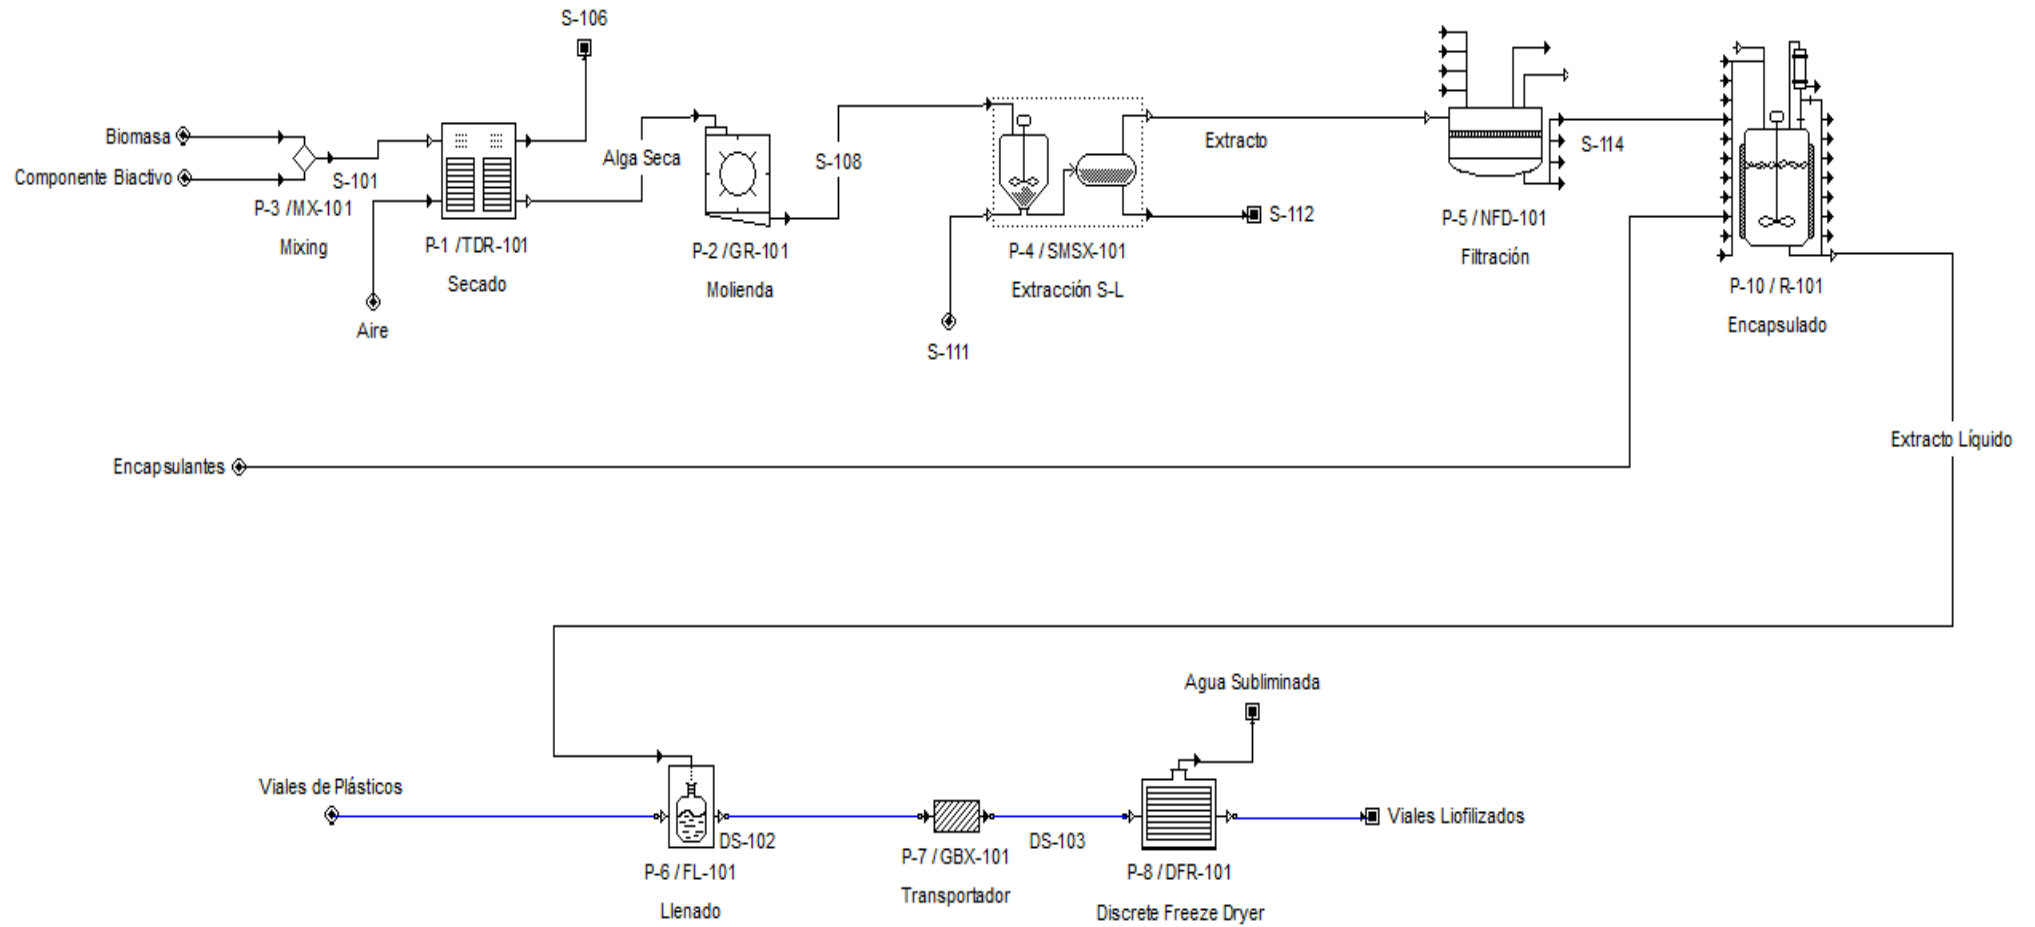 S-106
Biomasa
Componente Biactivo
S-101
P-3 /MX-101
Mixing
Aire
P-1 /TDR-101
Secado
Alga Seca
P-2 /GR-101
Molienda
S-108
P-4 / SMSX-101
Extracción S-L
S-111
Extracto
S-112
P-5 / NFD-101
Filtración
S-114
P-10 / R-101
Encapsulado
Encapsulantes
Extracto Líquido
Agua Subliminada
Viales de Plásticos
DS-102
P-6 / FL-101
Llenado
P-7 / GBX-101
Transportador
DS-103
P-8 / DFR-101
Discrete Freeze Dryer
Viales Liofilizados